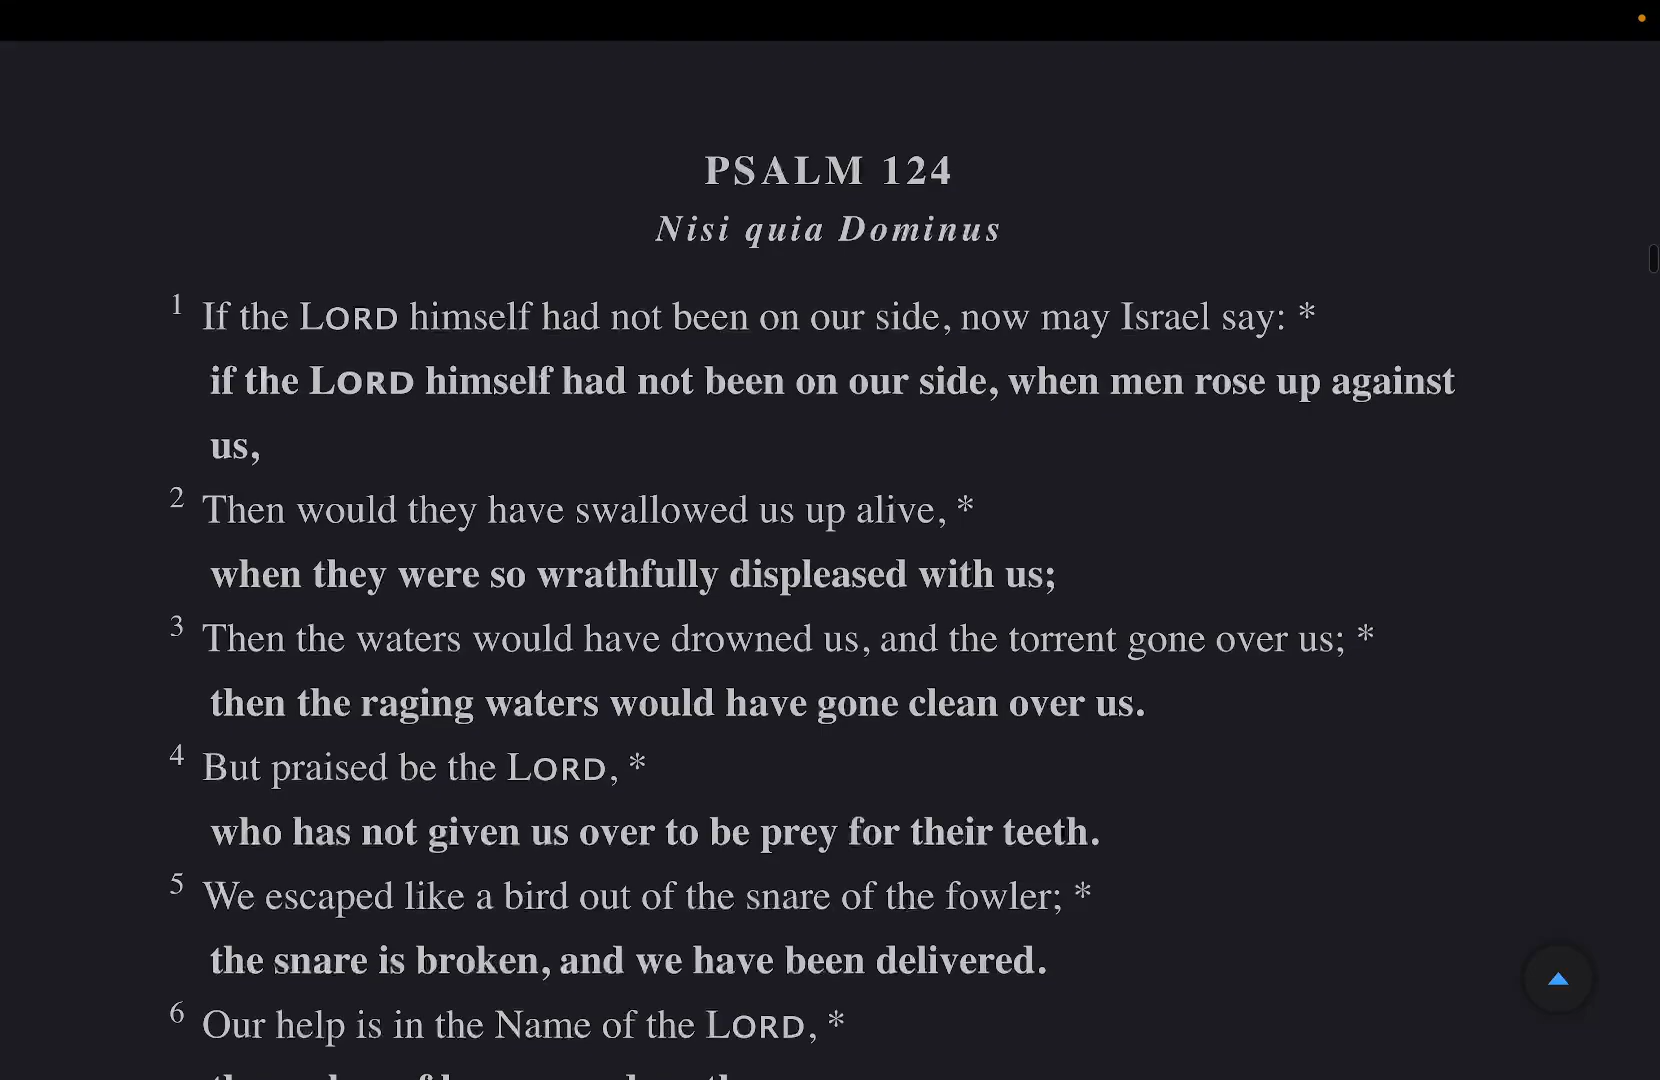 PSALM 124
Nisi quia Dominus
1 If the LORD himself had not been on our side, now may Israel say: *
if the LORD himself had not been on our side, when men rose up against
us,
2 Then would they have swallowed us up alive, *
when they were so wrathfully displeased with us;
3 Then the waters would have drowned us, and the torrent gone over us; *
then the raging waters would have gone clean over us.
4 But praised be the LORD, *
who has not given us over to be prey for their teeth.
5 We escaped like a bird out of the snare of the fowler; *
the snare is broken, and we have been delivered.
6 Our help is in the Name of the LORD, *